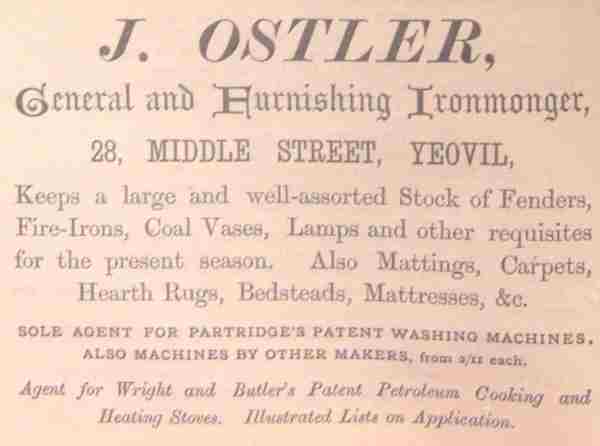 J. OSTLER,
General and Furnishing Ironmonger,
28, MIDDLE STREET, YEOVIL,
Keeps a large and well-assorted Stock of Fenders,
Fire-Irons, Coal Vases, Lamps and other requisites
for the present season. Also Mattings, Carpets,
Hearth Rugs, Bedsteads, Mattresses, &c.
SOLE AGENT FOR PARTRIDGE'S PATENT WASHING MACHINES,
ALSO MACHINES BY OTHER MAKERS, from 2/11 each.
Agent for Wright and Butler's Patent Petroleum Cooking and
Heating Stoves. Illustrated Lists on Application.